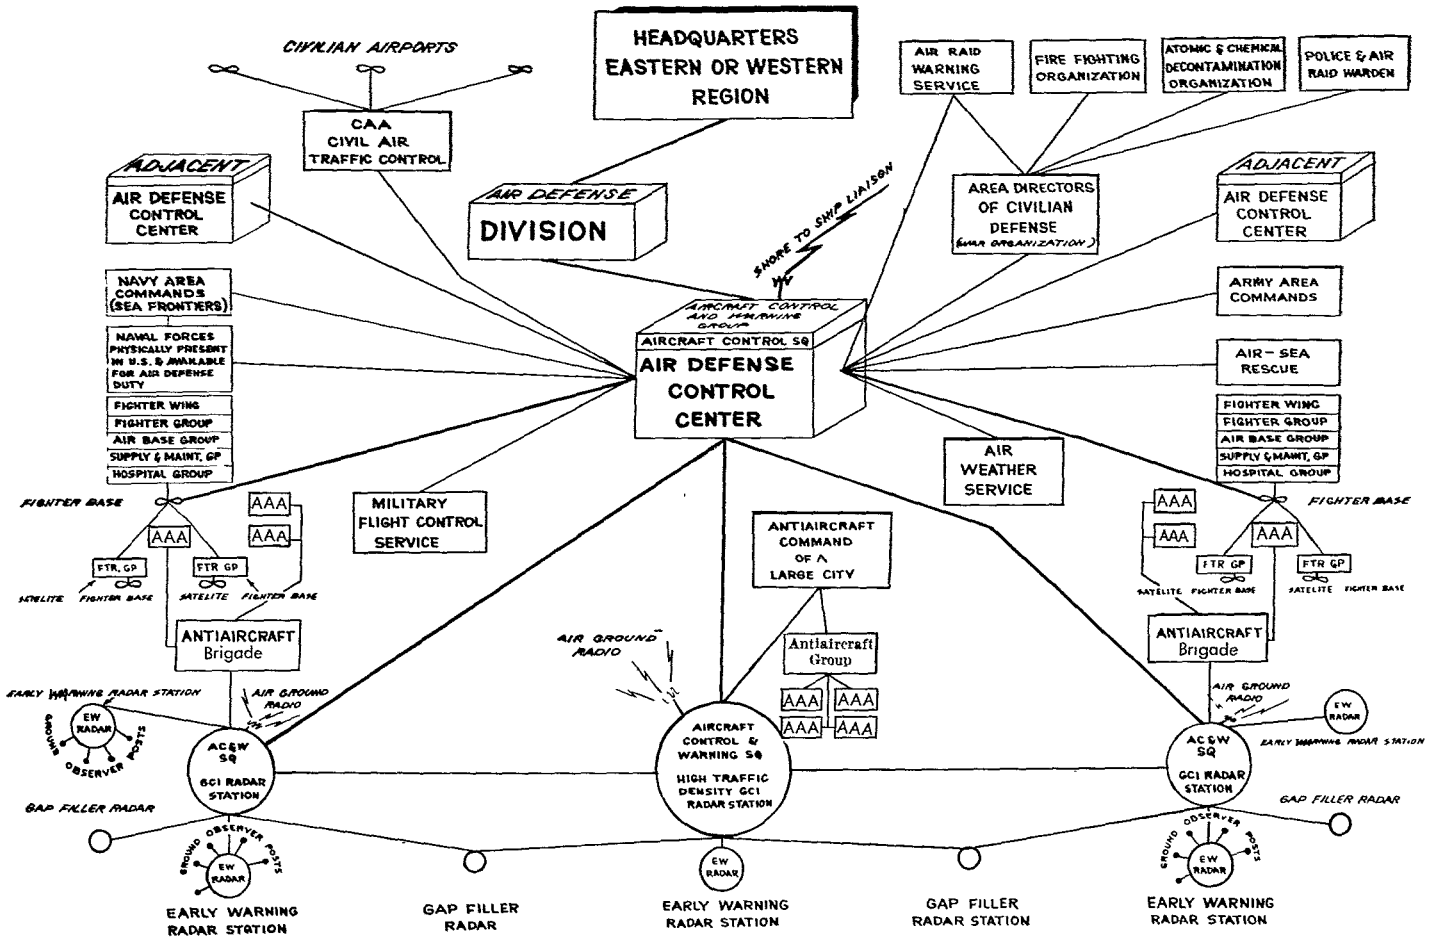 CIVILIAN AIRPORTS
HEADQUARTERS
EASTERN OR WESTERN
REGION
AIR RAID
WARNING
SERVICE
FIRE FIGHTING
ORGANIZATION
ATOMIC & CHEMICAL
DECONTAMINATION
ORGANIZATION
POLICE & AIR
RAID WARDEN
CAA
CIVIL AIR
TRAFFIC CONTROL
ADJACENT
AIR DEFENSE
CONTROL
CENTER
AIR DEFENSE
DIVISION
SHORE TO SHIP LIAISON
AREA DIRECTORS
OF CIVILIAN
DEFENSE
(WAR ORGANIZATION)
ADJACENT
AIR DEFENSE
CONTROL
CENTER
NAVY AREA
COMMANDS
(SEA FRONTIERS)
NAVAL FORCES
PHYSICALLY PRESENT
IN U.S. & AVAILABLE
FOR AIR DEFENSE
DUTY
AIRCRAFT CONTROL
AND WARNING
GROUP
AIRCRAFT CONTROL SQ
AIR DEFENSE
CONTROL
CENTER
ARMY AREA
COMMANDS
AIR-SEA
RESCUE
FIGHTER WING
FIGHTER GROUP
AIR BASE GROUP
SUPPLY & MAINT, GP
HOSPITAL GROUP
FIGHTER WING
FIGHTER GROUP
AIR BASE GROUP
SUPPLY & MAINT, GP
HOSPITAL GROUP
FIGHTER BASE
AAA
AAA
AAA
FTR, GP
FTR GP
SETELITE FIGHTER BASE
SATELITE FIGHTER BASE
MILITARY
FLIGHT CONTROL
SERVICE
AIR
WEATHER
SERVICE
ANTIAIRCRAFT
COMMAND
OF A
LARGE CITY
FIGHTER BASE
AAA
AAA
AAA
FTR GP
FTR GP
SATELITE FIGHTER BASE
SATELITE FIGHTER BASE
ANTIAIRCRAFT
Brigade
AIR GROUND
RADIO
Antiaircraft
Group
AAA AAA
AAA AAA
ANTIAIRCRAFT
Brigade
EARLY WARNING RADAR STATION
EW
RADAR
GROUND OBSERVER POSTS
AIR GROUND
RADIO
AC&W
SQ
GCI RADAR
STATION
AIRCRAFT
CONTROL &
WARNING SQ
HIGH TRAFFIC
DENSITY GCI
RADAR STATION
AIR GROUND
RADIO
AC&W
SQ
GCI RADAR
STATION
EW
RADAR
EARLY WARNING RADAR STATION
GAP FILLER RADAR
GROUND OBSERVER POSTS
EW
RADAR
EARLY WARNING
RADAR STATION
GAP FILLER
RADAR
EW
RADAR
EARLY WARNING
RADAR STATION
GAP FILLER
RADAR STATION
GROUND OBSERVER POSTS
EW
RADAR
EARLY WARNING
RADAR STATION
GAP FILLER RADAR